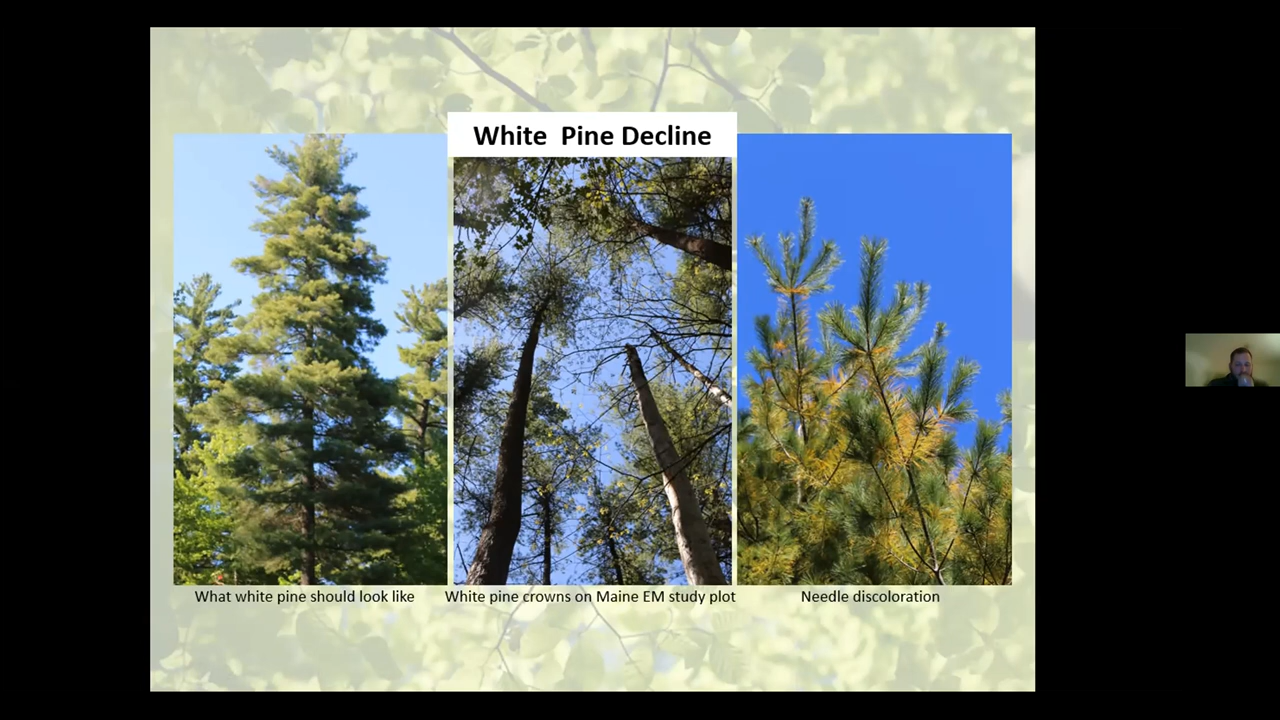 White  Pine Decline
What white pine should look like
White pine crowns on Maine EM study plot
Needle discoloration